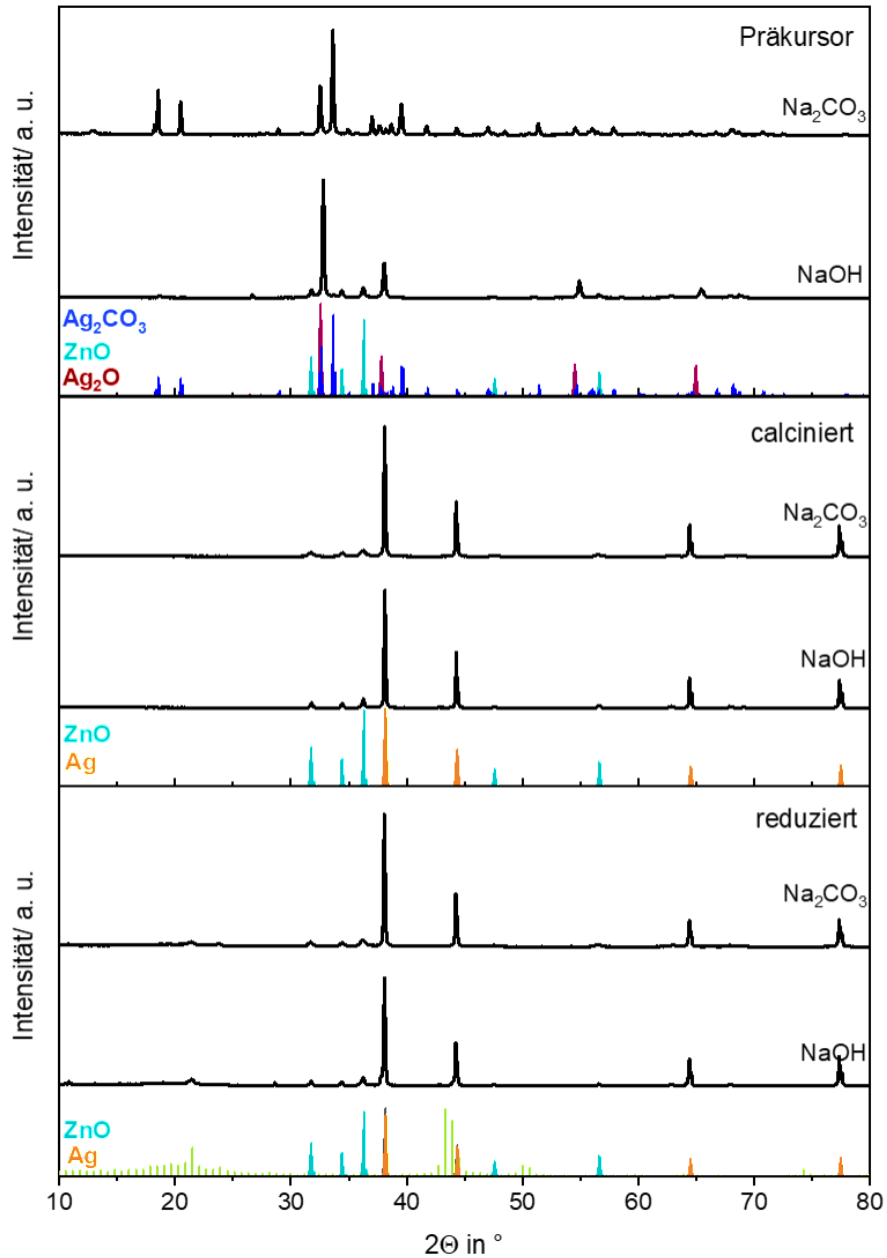 Präkursor
Na₂CO₃
NaOH
Intensität/ a. u.
Ag₂CO₃
ZnO
Ag₂O
calciniert
Na₂CO₃
NaOH
Intensität/ a. u.
ZnO
Ag
reduziert
Na₂CO₃
NaOH
Intensität/ a. u.
ZnO
Ag
10 20 30 40 50 60 70 80
2Θ in °